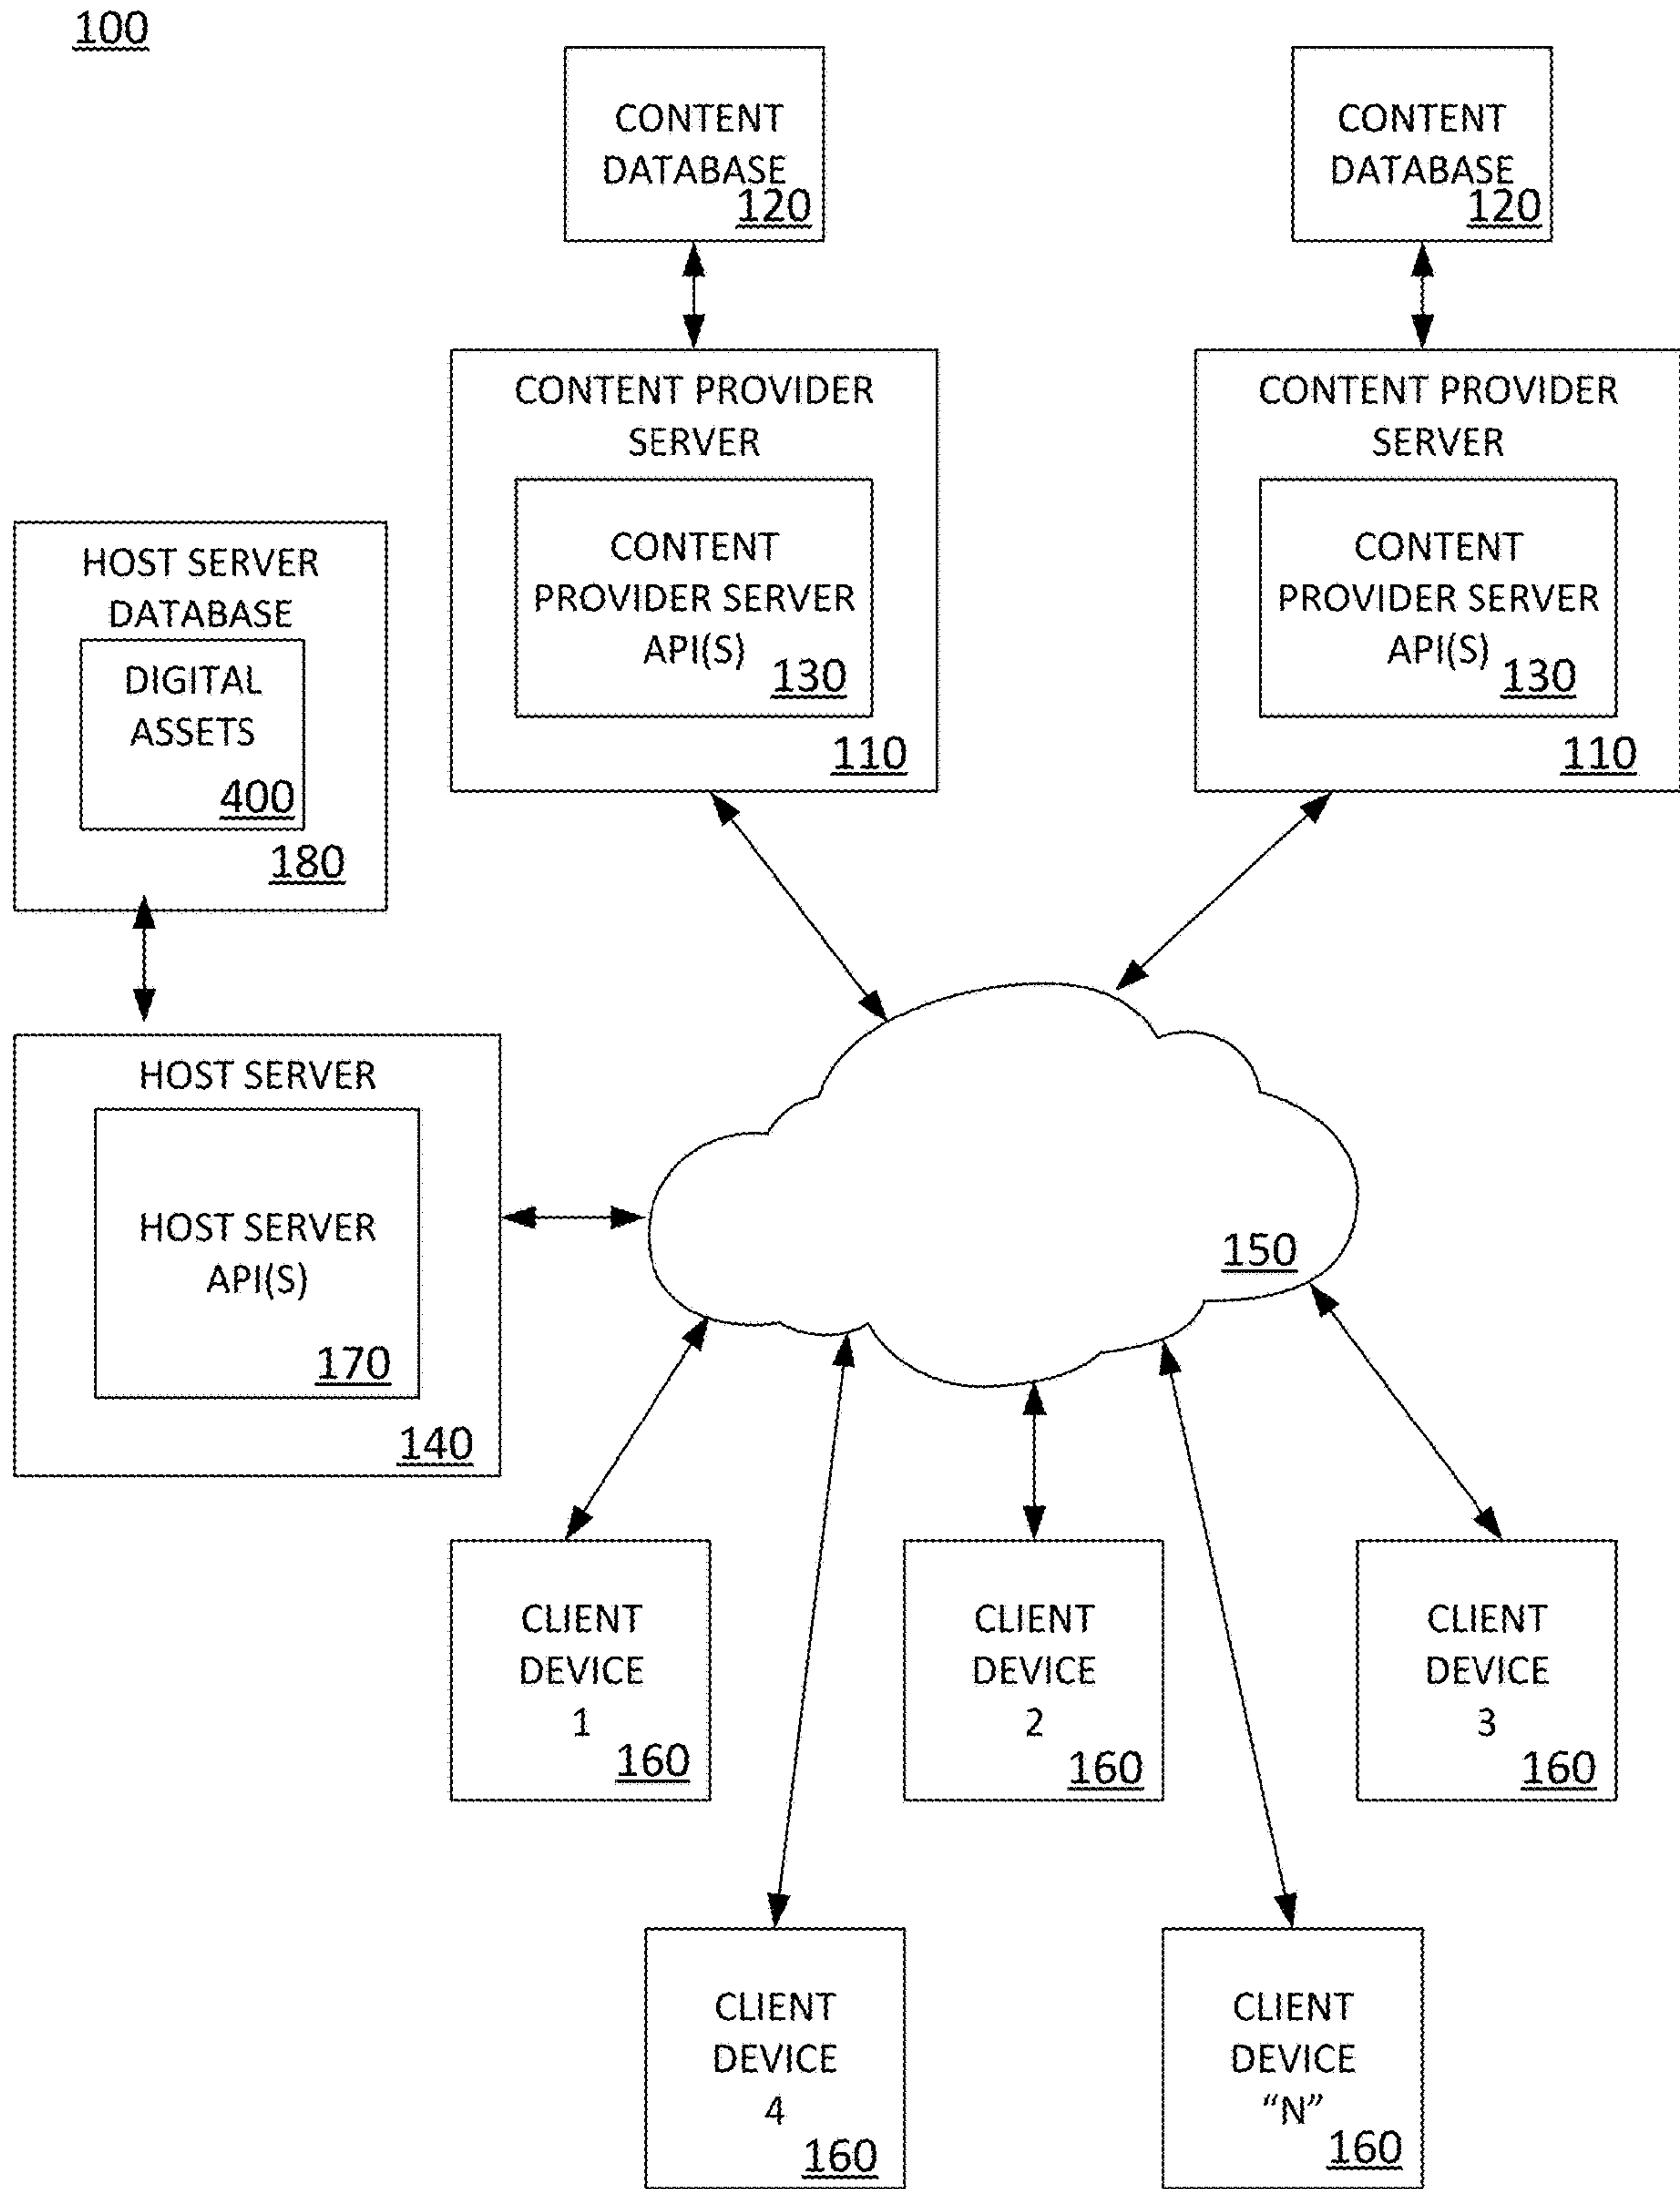 100
CONTENT
DATABASE
120
CONTENT
DATABASE
120
CONTENT PROVIDER
SERVER
CONTENT
PROVIDER SERVER
API(S)
130
110
CONTENT PROVIDER
SERVER
CONTENT
PROVIDER SERVER
API(S)
130
110
HOST SERVER
DATABASE
DIGITAL
ASSETS
400
180
HOST SERVER
HOST SERVER
API(S)
170
140
150
CLIENT
DEVICE
1
160
CLIENT
DEVICE
2
160
CLIENT
DEVICE
3
160
CLIENT
DEVICE
4
160
CLIENT
DEVICE
“N”
160